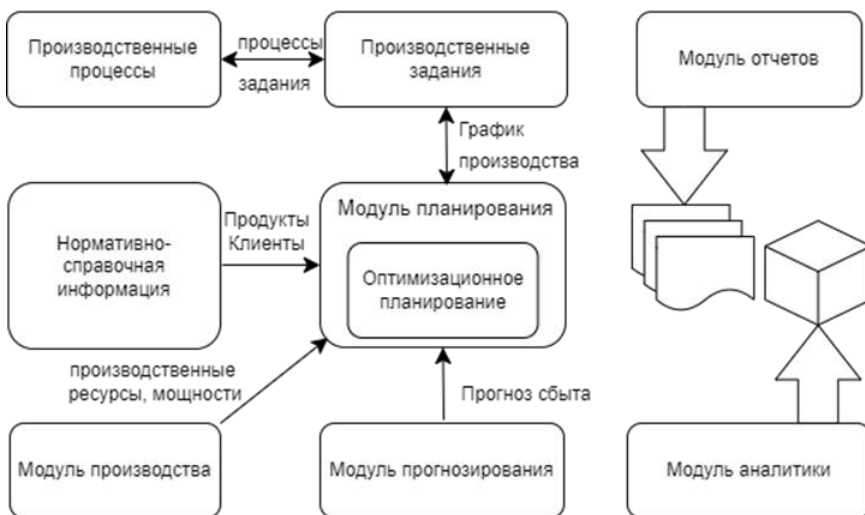 Производственные
процессы
процессы
задания
Производственные
задания
Модуль отчетов
График
производства
Нормативно-
справочная
информация
Продукты
Клиенты
Модуль планирования
Оптимизационное
планирование
производственные
ресурсы, мощности
Прогноз сбыта
Модуль производства
Модуль прогнозирования
Модуль аналитики